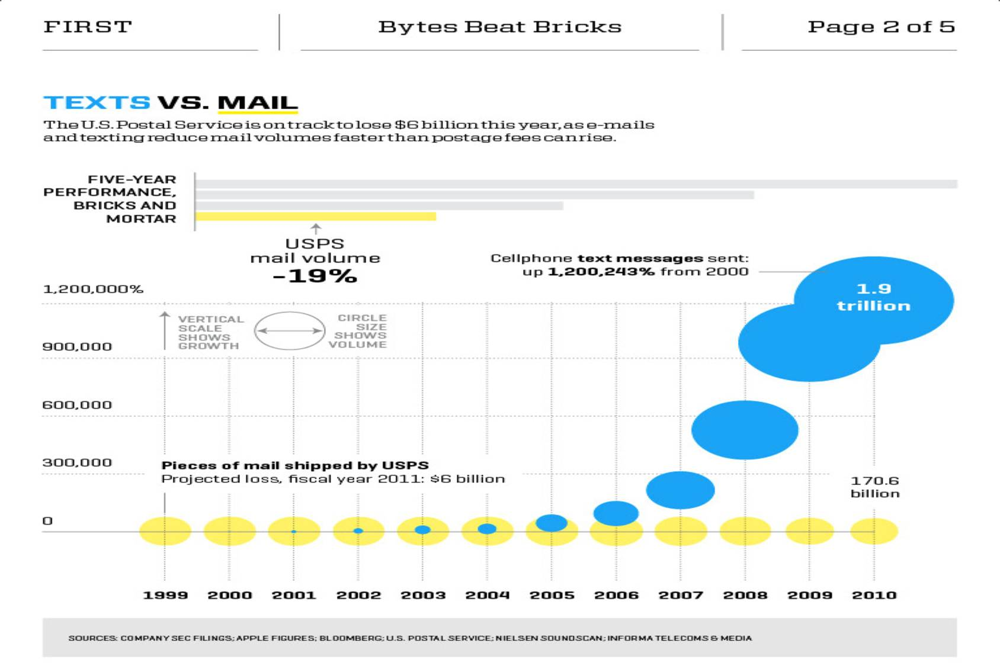 FIRST
Bytes Beat Bricks
Page 2 of 5
TEXTS VS. MAIL
The U.S. Postal Service is on track to lose $6 billion this year, as e-mails
and texting reduce mail volumes faster than postage fees can rise.
FIVE-YEAR
PERFORMANCE,
BRICKS AND
MORTAR
USPS
mail volume
-19%
Cellphone text messages sent:
up 1,200,243% from 2000
1.9
trillion
1,200,000%
VERTICAL
SCALE
SHOWS
GROWTH
CIRCLE
SIZE
SHOWS
VOLUME
900,000
600,000
300,000
Pieces of mail shipped by USPS
Projected loss, fiscal year 2011: $6 billion
170.6
billion
0
1999 2000 2001 2002 2003 2004 2005 2006 2007 2008 2009 2010
SOURCES: COMPANY SEC FILINGS; APPLE FIGURES; BLOOMBERG; U.S. POSTAL SERVICE; NIELSEN SOUNDSCAN; INFORMA TELECOMS & MEDIA